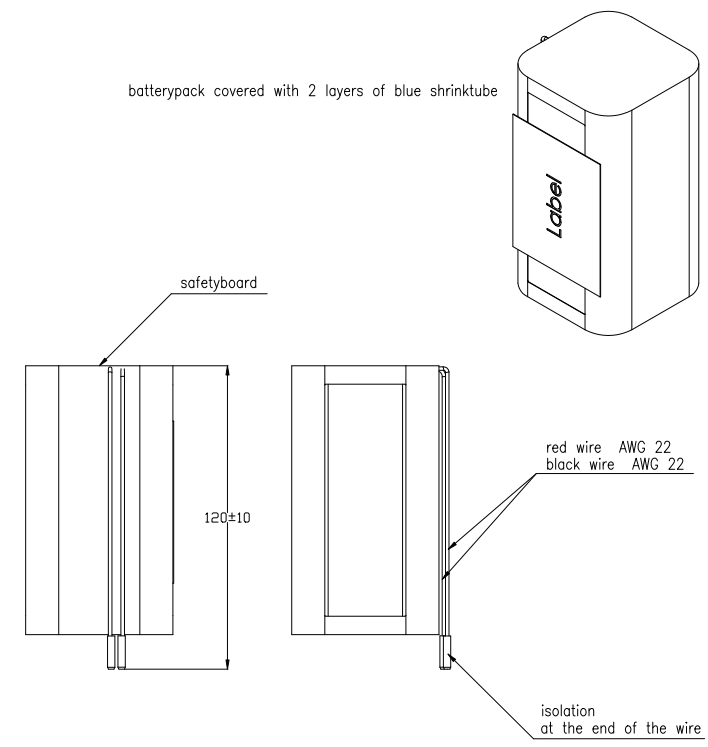 batterypack covered with 2 layers of blue shrinktube
Label
safetyboard
red wire AWG 22
black wire AWG 22
120±10
isolation
at the end of the wire